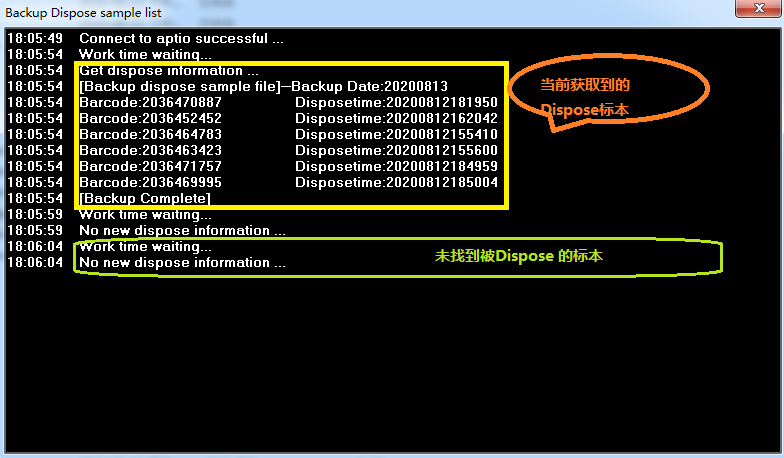 Backup Dispose sample list
18:05:49 Connect to aptio successful ...
18:05:54 Work time waiting...
18:05:54 Get dispose information ...
18:05:54 [Backup dispose sample file]--Backup Date:20200813
18:05:54 Barcode:2036470887 Disposetime:20200812181950
18:05:54 Barcode:2036452452 Disposetime:20200812162042
18:05:54 Barcode:2036464783 Disposetime:20200812155410
18:05:54 Barcode:2036463423 Disposetime:20200812155600
18:05:54 Barcode:2036471757 Disposetime:20200812184959
18:05:54 Barcode:2036469995 Disposetime:20200812185004
18:05:54 [Backup Complete]
18:05:59 Work time waiting...
18:05:59 No new dispose information ...
18:06:04 Work time waiting...
18:06:04 No new dispose information ...
当前获取到的
Dispose标本
未找到被Dispose 的标本